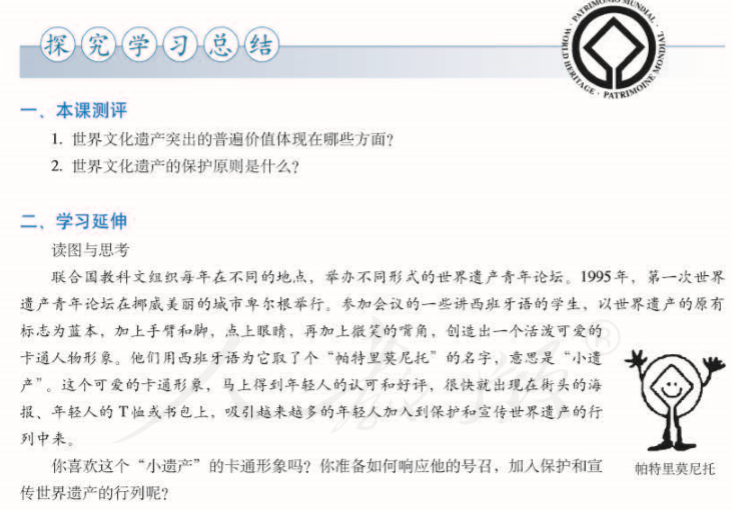 探究学习总结
WORLD HERITAGE · PATRIMOINE MONDIAL · PATRIMONIO MUNDIAL ·
一、本课测评
1. 世界文化遗产突出的普遍价值体现在哪些方面?
2. 世界文化遗产的保护原则是什么?
二、学习延伸
读图与思考
联合国教科文组织每年在不同的地点，举办不同形式的世界遗产青年论坛。1995年，第一次世界
遗产青年论坛在挪威美丽的城市卑尔根举行。参加会议的一些讲西班牙语的学生，以世界遗产的原有
标志为蓝本，加上手臂和脚，点上眼睛，再加上微笑的嘴角，创造出一个活泼可爱的
卡通人物形象。他们用西班牙语为它取了个“帕特里莫尼托”的名字，意思是“小遗
产”。这个可爱的卡通形象，马上得到年轻人的认可和好评，很快就出现在街头的海
报、年轻人的T恤或书包上，吸引越来越多的年轻人加入到保护和宣传世界遗产的行
列中来。
你喜欢这个“小遗产”的卡通形象吗? 你准备如何响应他的号召，加入保护和宣
传世界遗产的行列呢?
帕特里莫尼托